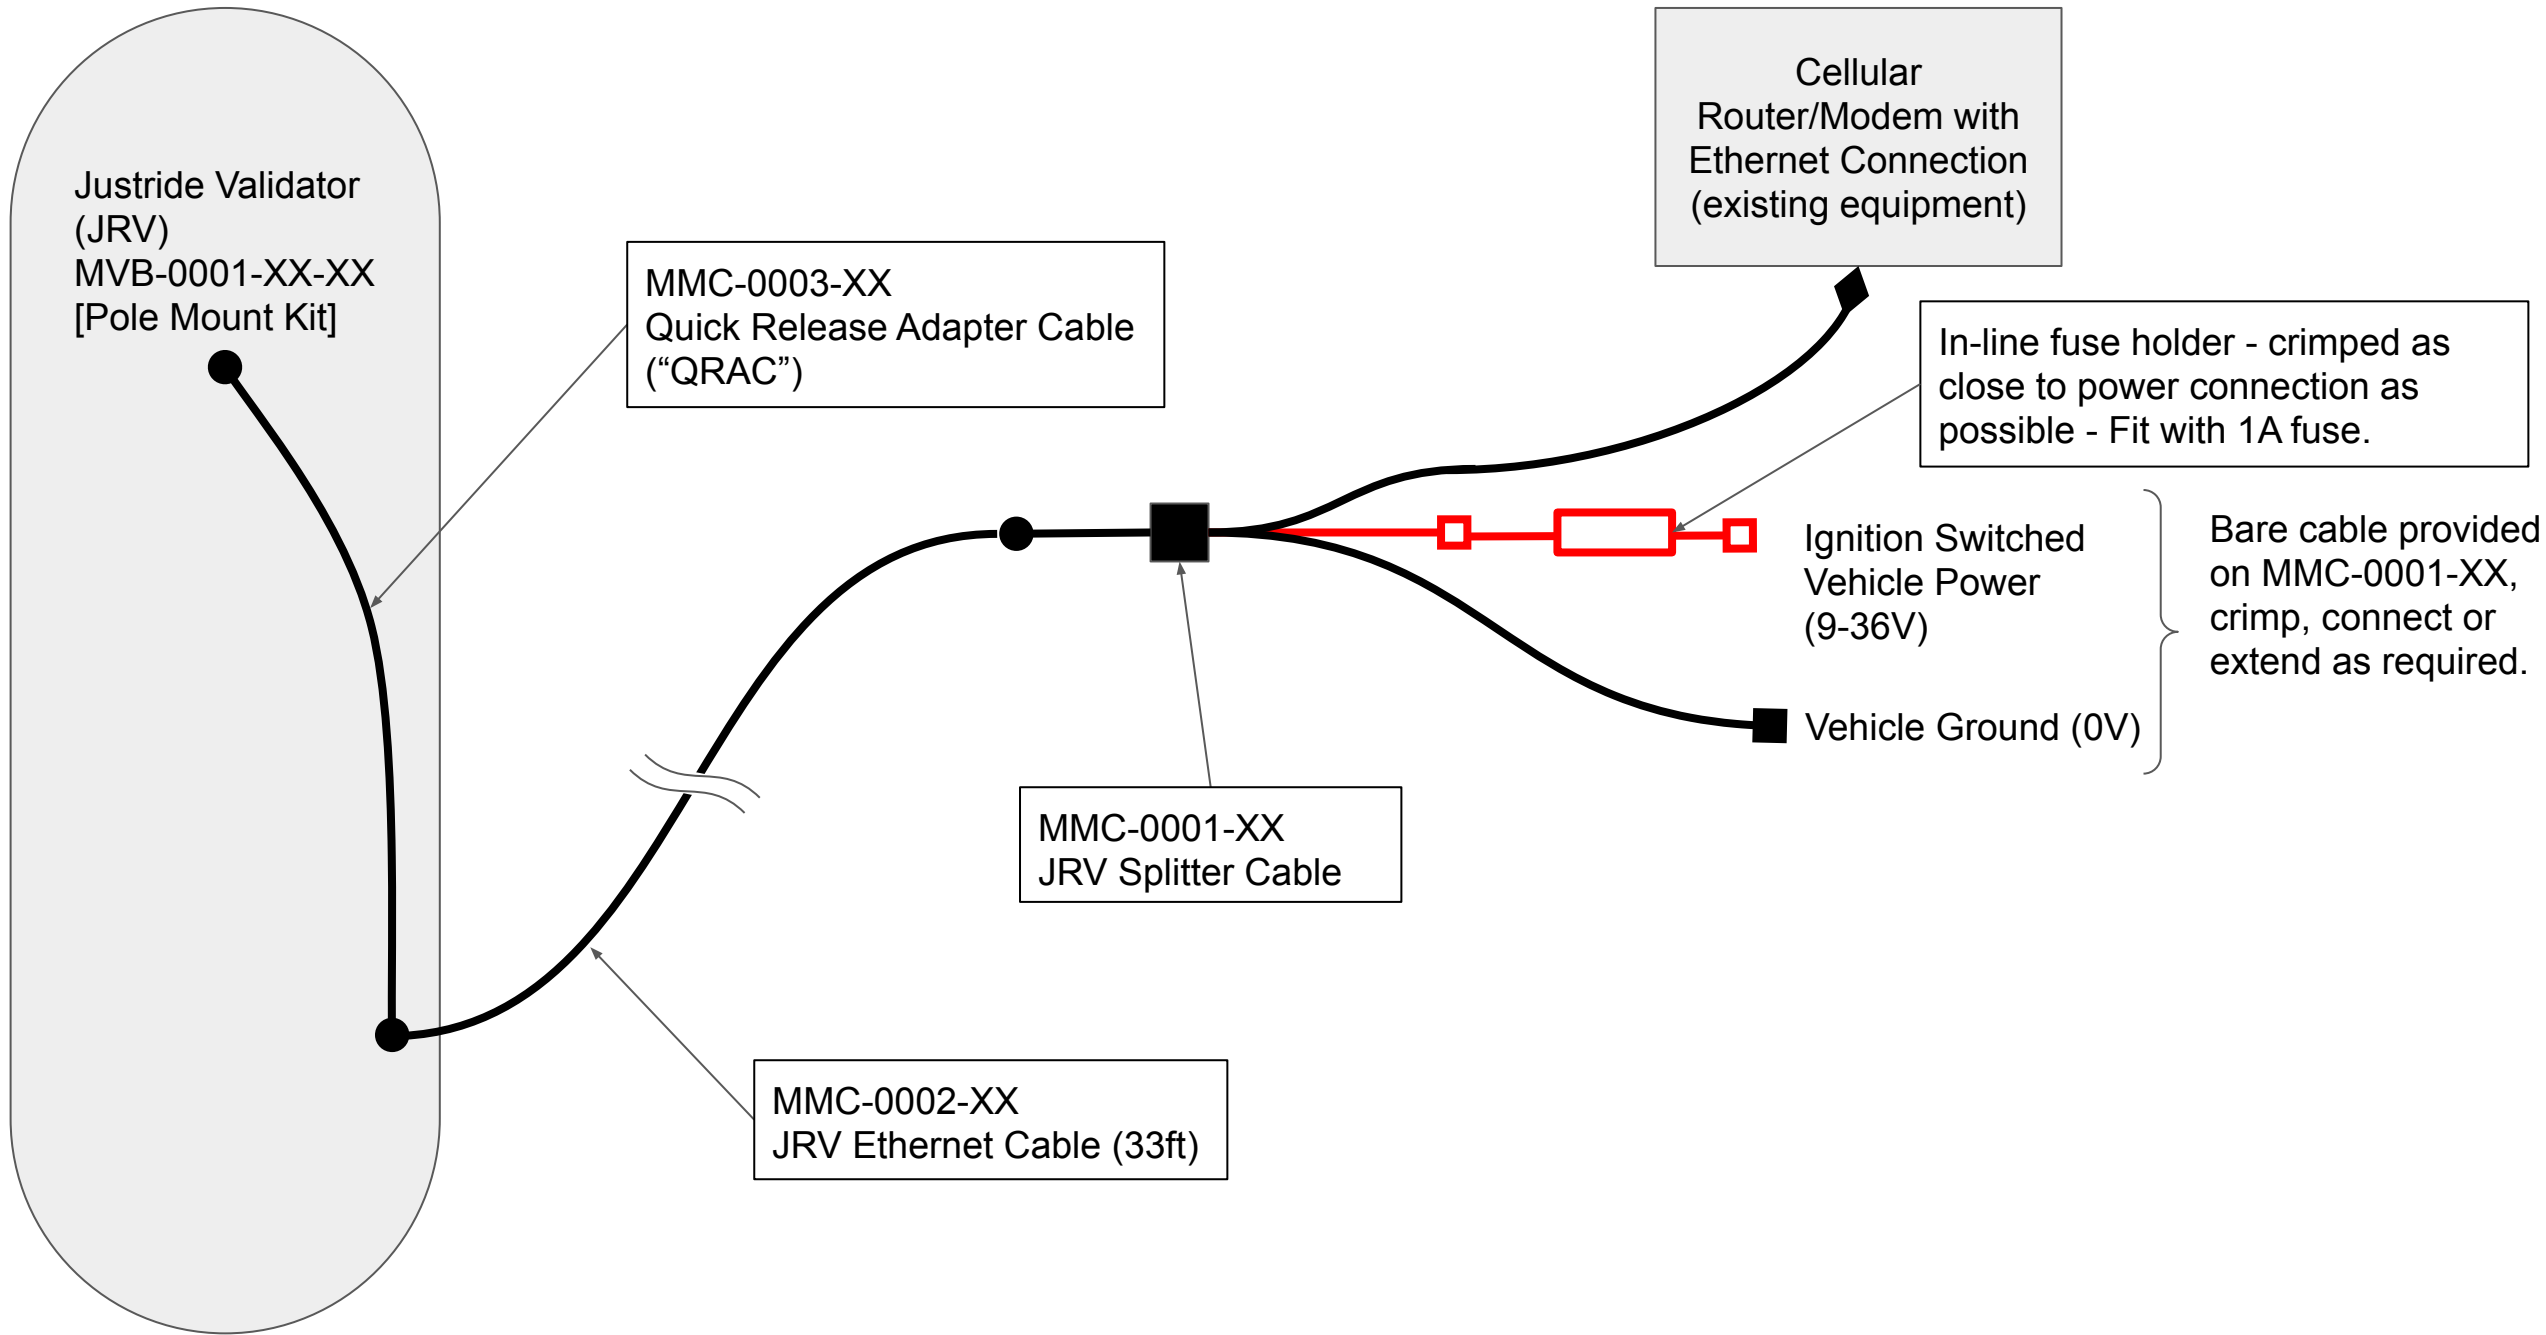 Justride Validator
(JRV)
MVB-0001-XX-XX
[Pole Mount Kit]
MMC-0003-XX
Quick Release Adapter Cable
(“QRAC”)
Cellular
Router/Modem with
Ethernet Connection
(existing equipment)
In-line fuse holder - crimped as
close to power connection as
possible - Fit with 1A fuse.
Ignition Switched
Vehicle Power
(9-36V)
Vehicle Ground (0V)
Bare cable provided
on MMC-0001-XX,
crimp, connect or
extend as required.
MMC-0001-XX
JRV Splitter Cable
MMC-0002-XX
JRV Ethernet Cable (33ft)